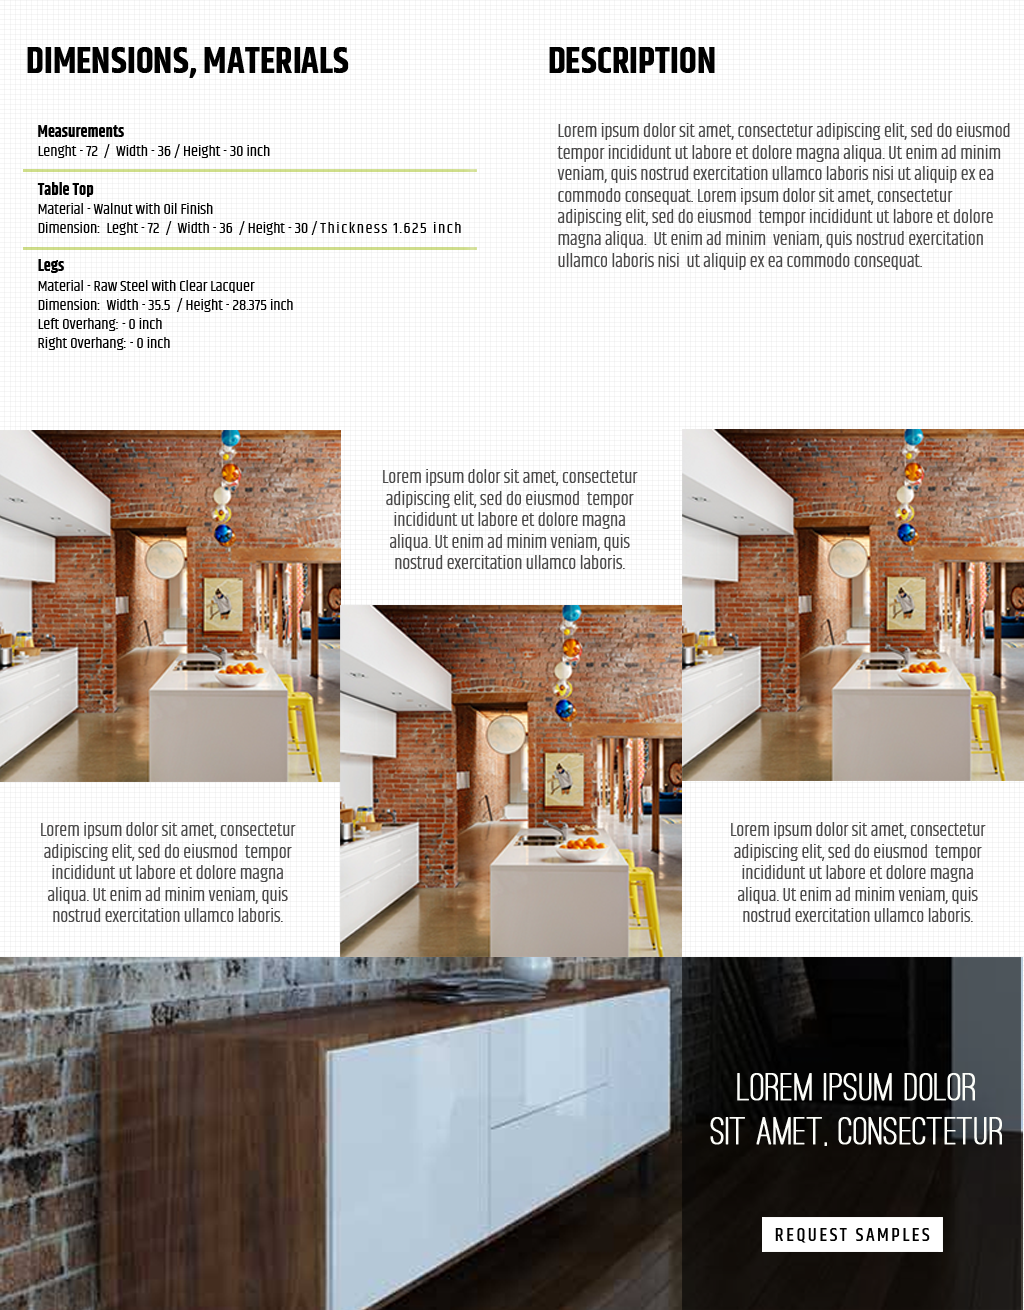 DIMENSIONS, MATERIALS
Measurements
Lenght - 72 / Width - 36 / Height - 30 inch
Table Top
Material - Walnut with Oil Finish
Dimension: Leght - 72 / Width - 36 / Height - 30 / Thickness 1.625 inch
Legs
Material - Raw Steel with Clear Lacquer
Dimension: Width - 35.5 / Height - 28.375 inch
Left Overhang: - 0 inch
Right Overhang: - 0 inch
DESCRIPTION
Lorem ipsum dolor sit amet, consectetur adipiscing elit, sed do eiusmod
tempor incididunt ut labore et dolore magna aliqua. Ut enim ad minim
veniam, quis nostrud exercitation ullamco laboris nisi ut aliquip ex ea
commodo consequat. Lorem ipsum dolor sit amet, consectetur
adipiscing elit, sed do eiusmod tempor incididunt ut labore et dolore
magna aliqua. Ut enim ad minim veniam, quis nostrud exercitation
ullamco laboris nisi ut aliquip ex ea commodo consequat.
Lorem ipsum dolor sit amet, consectetur
adipiscing elit, sed do eiusmod tempor
incididunt ut labore et dolore magna
aliqua. Ut enim ad minim veniam, quis
nostrud exercitation ullamco laboris.
Lorem ipsum dolor sit amet, consectetur
adipiscing elit, sed do eiusmod tempor
incididunt ut labore et dolore magna
aliqua. Ut enim ad minim veniam, quis
nostrud exercitation ullamco laboris.
Lorem ipsum dolor sit amet, consectetur
adipiscing elit, sed do eiusmod tempor
incididunt ut labore et dolore magna
aliqua. Ut enim ad minim veniam, quis
nostrud exercitation ullamco laboris.
LOREM IPSUM DOLOR
SIT AMET, CONSECTETUR
REQUEST SAMPLES